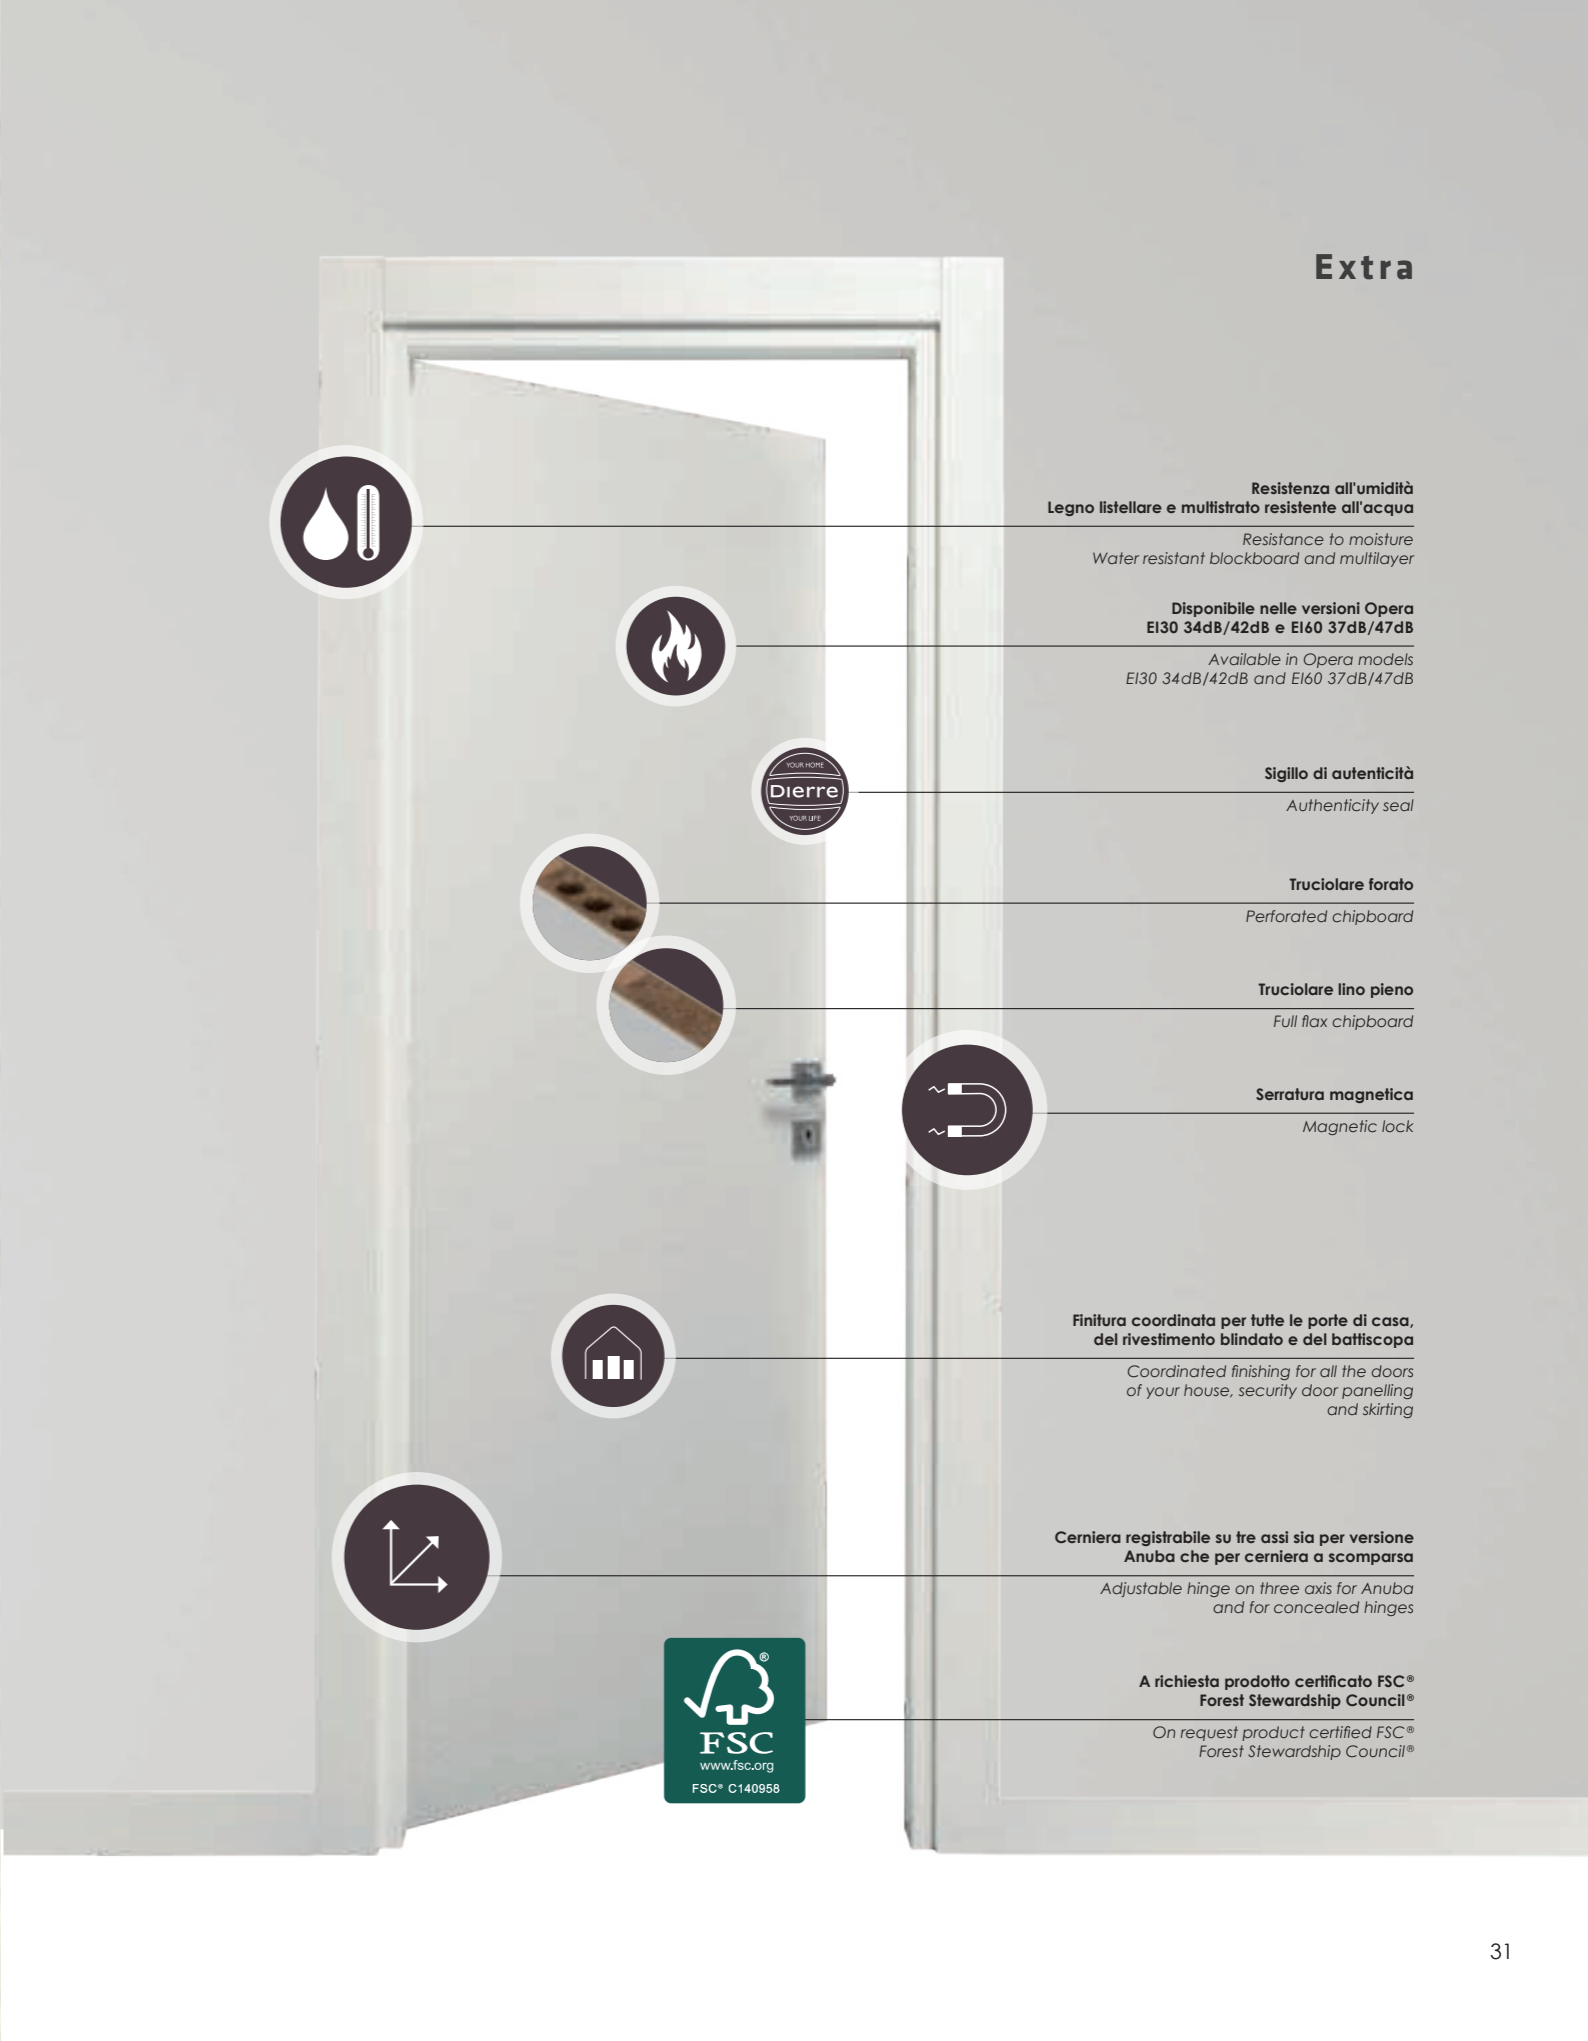 Extra
Resistenza all'umidità
Legno listellare e multistrato resistente all'acqua
Resistance to moisture
Water resistant blockboard and multilayer
Disponibile nelle versioni Opera
EI30 34dB/42dB e EI60 37dB/47dB
Available in Opera models
EI30 34dB/42dB and EI60 37dB/47dB
YOUR HOME
Dierre
YOUR LIFE
Sigillo di autenticità
Authenticity seal
Truciolare forato
Perforated chipboard
Truciolare lino pieno
Full flax chipboard
Serratura magnetica
Magnetic lock
Finitura coordinata per tutte le porte di casa,
del rivestimento blindato e del battiscopa
Coordinated finishing for all the doors
of your house, security door panelling
and skirting
Cerniera registrabile su tre assi sia per versione
Anuba che per cerniera a scomparsa
Adjustable hinge on three axis for Anuba
and for concealed hinges
A richiesta prodotto certificato FSC®
Forest Stewardship Council®
On request product certified FSC®
Forest Stewardship Council®
®
FSC
www.fsc.org
FSC® C140958
31